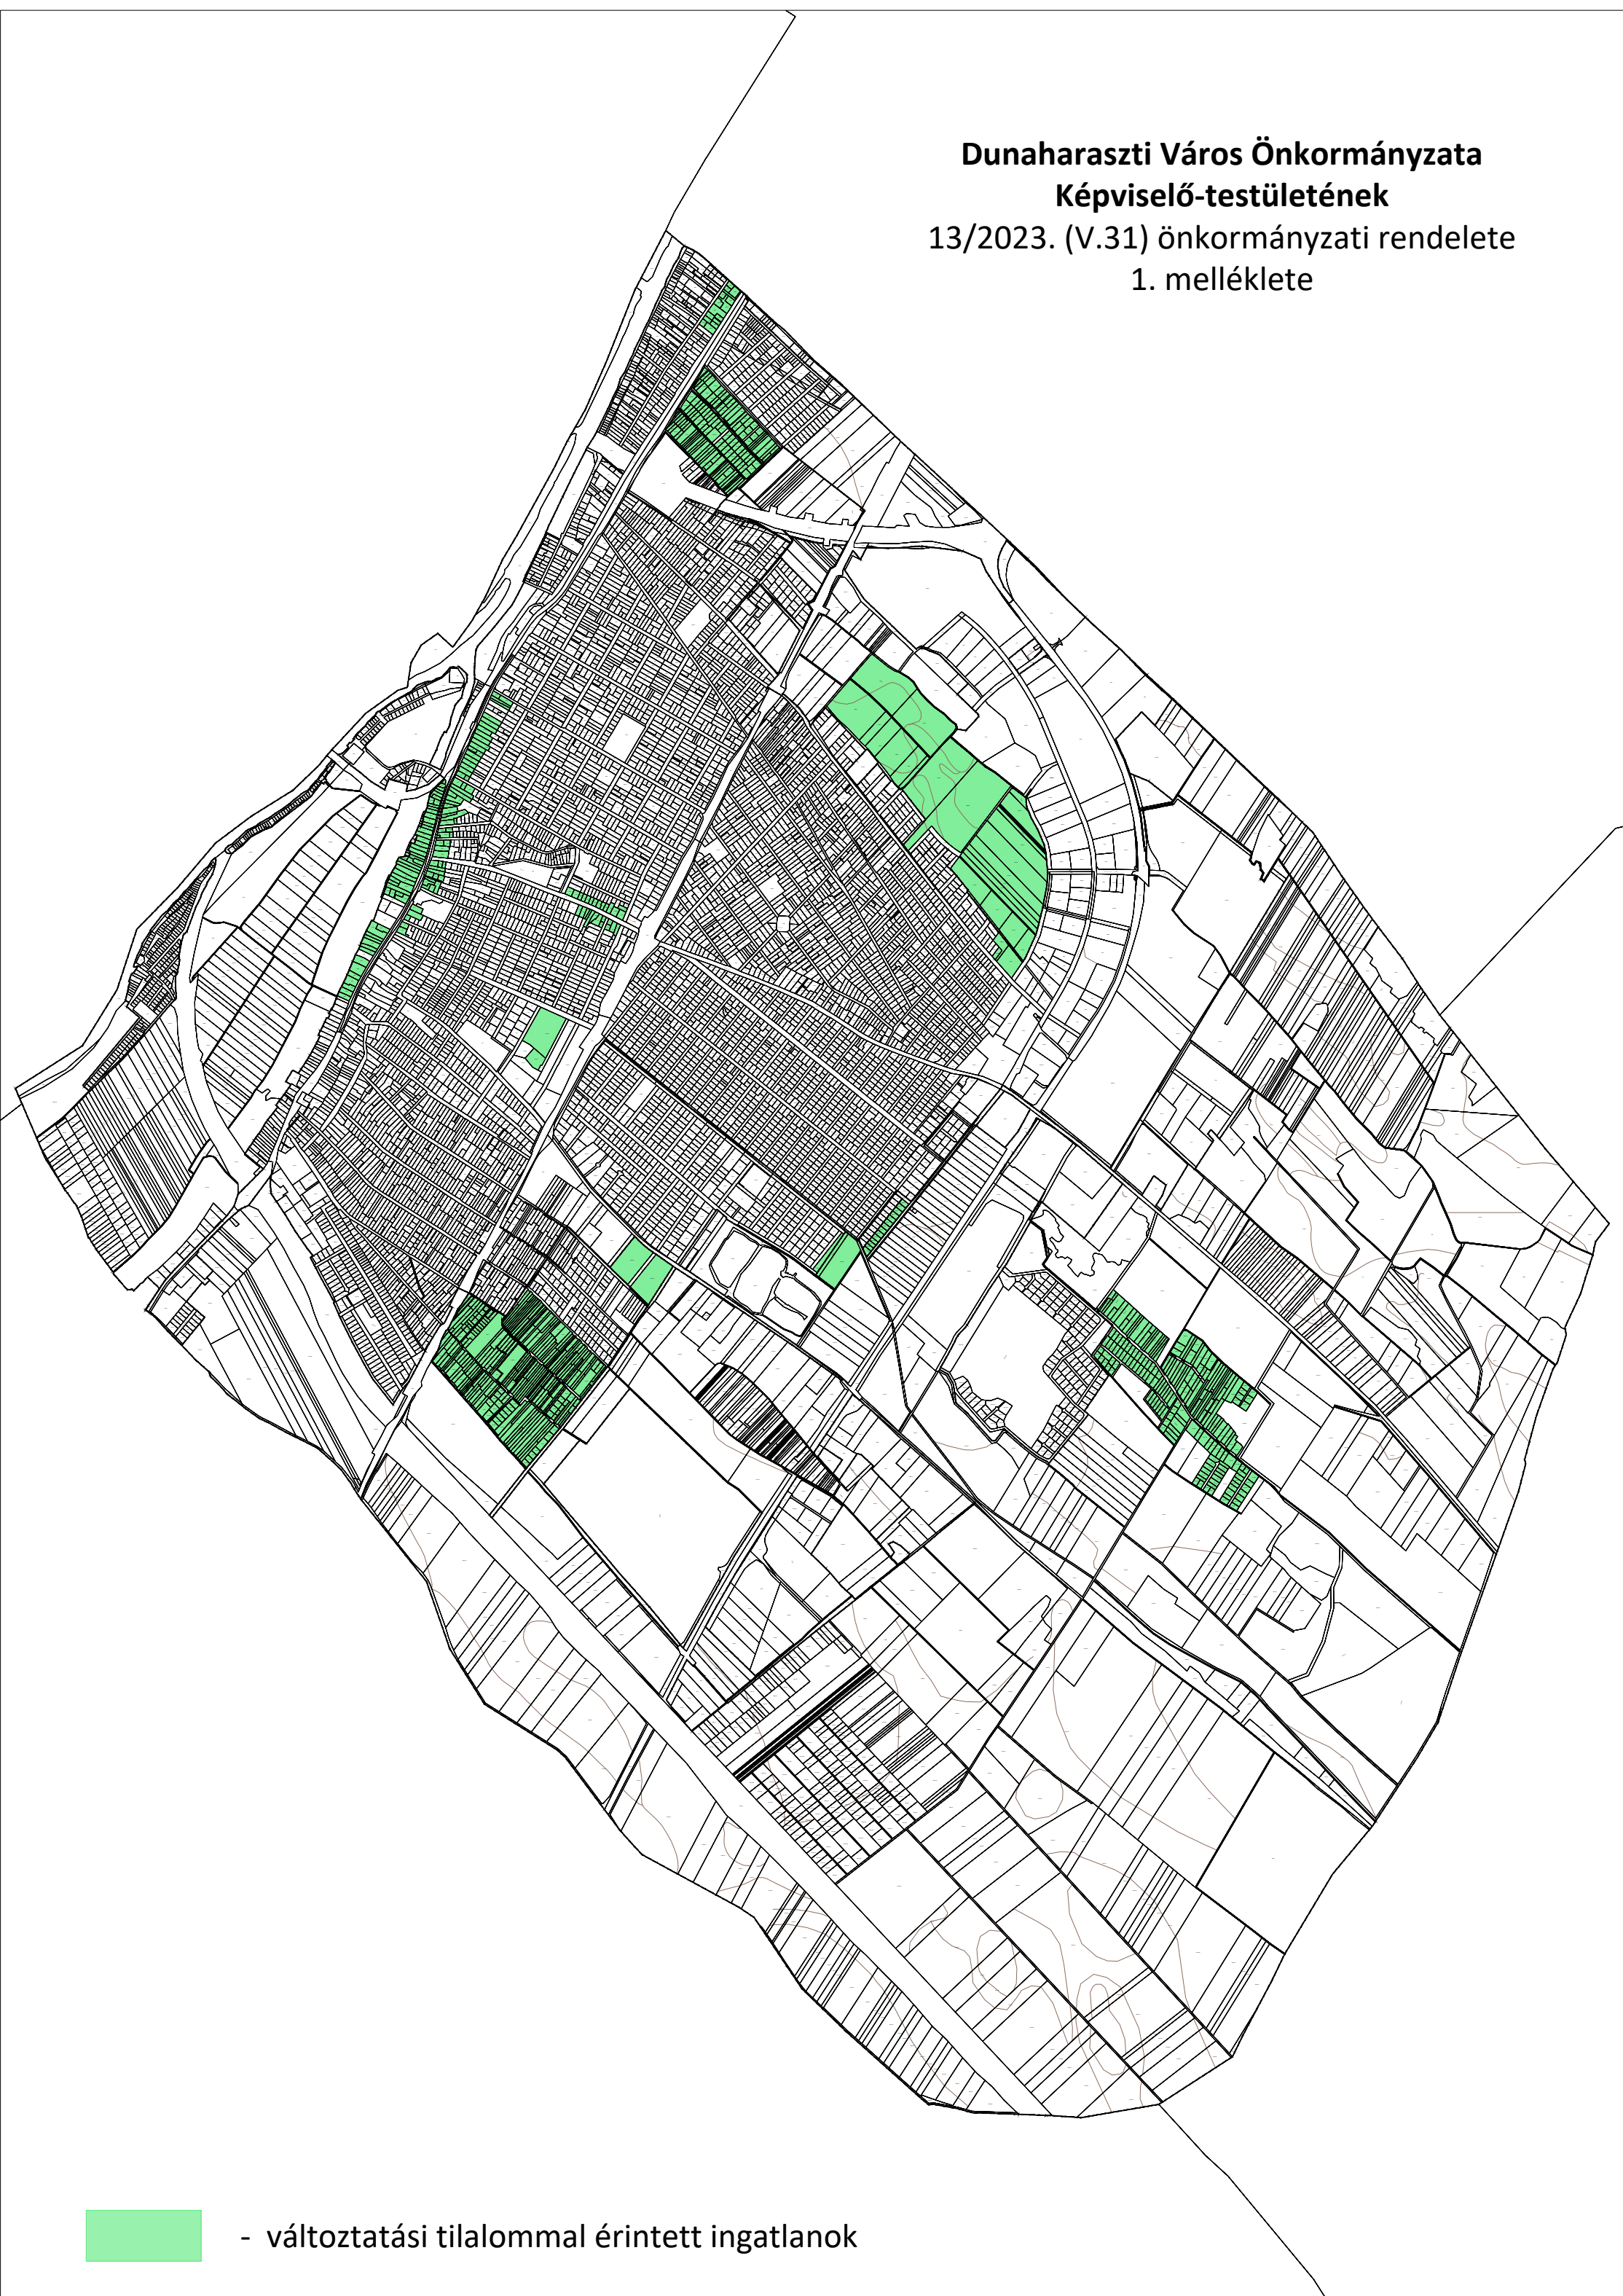 Dunaharaszti Város Önkormányzata
Képviselő-testületének
13/2023. (V.31) önkormányzati rendelete
1. melléklete
- változtatási tilalommal érintett ingatlanok